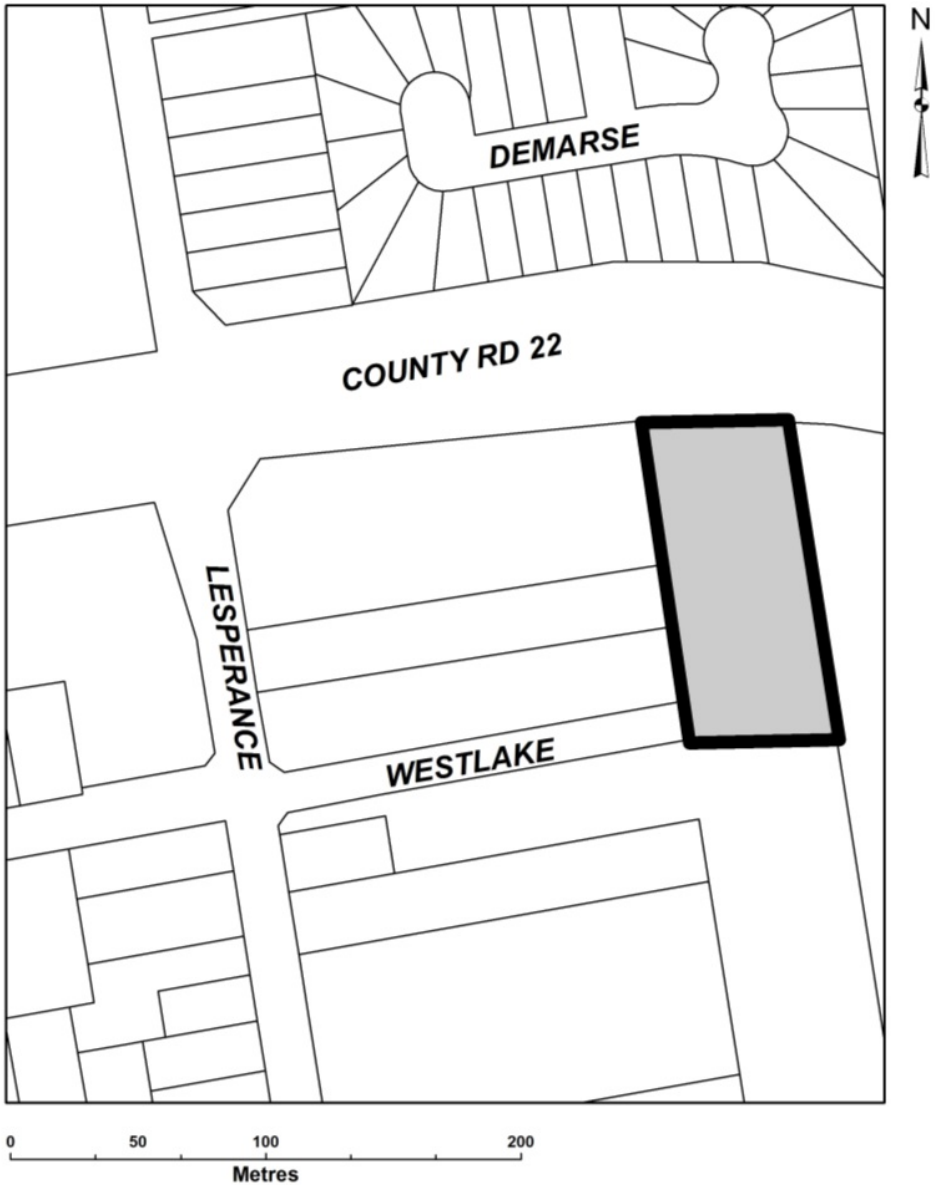 N
DEMARSE
COUNTY RD 22
LESPERANCE
WESTLAKE
0 50 100 200
Metres